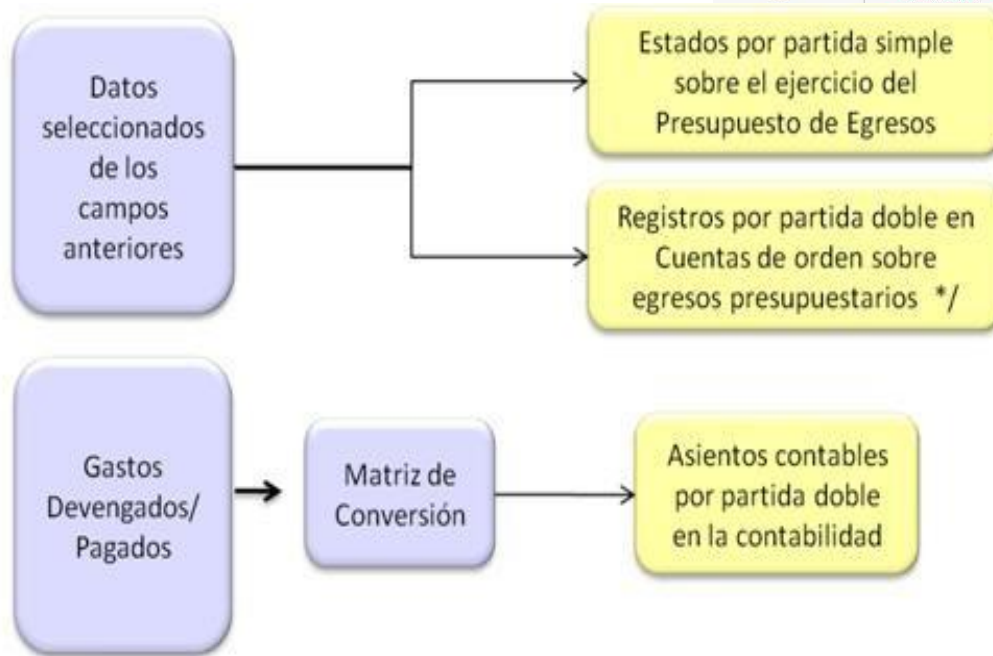 Datos
seleccionados
de los
campos
anteriores
Estados por partida simple
sobre el ejercicio del
Presupuesto de Egresos
Registros por partida doble en
Cuentas de orden sobre
egresos presupuestarios */
Gastos
Devengados/
Pagados
Matriz de
Conversión
Asientos contables
por partida doble
en la contabilidad